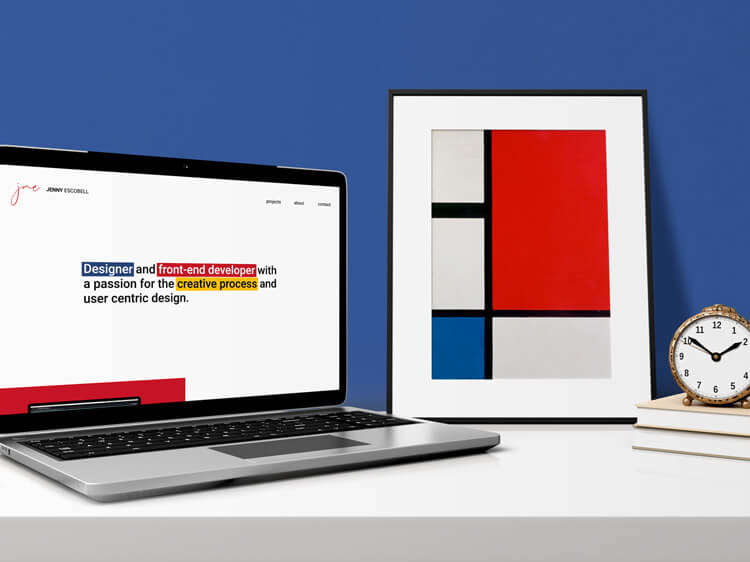 jne JENNY ESCOBELL
projects about contact
Designer and front-end developer with
a passion for the creative process and
user centric design.
12
11 1
10 2
9 3
8 4
7 5
6